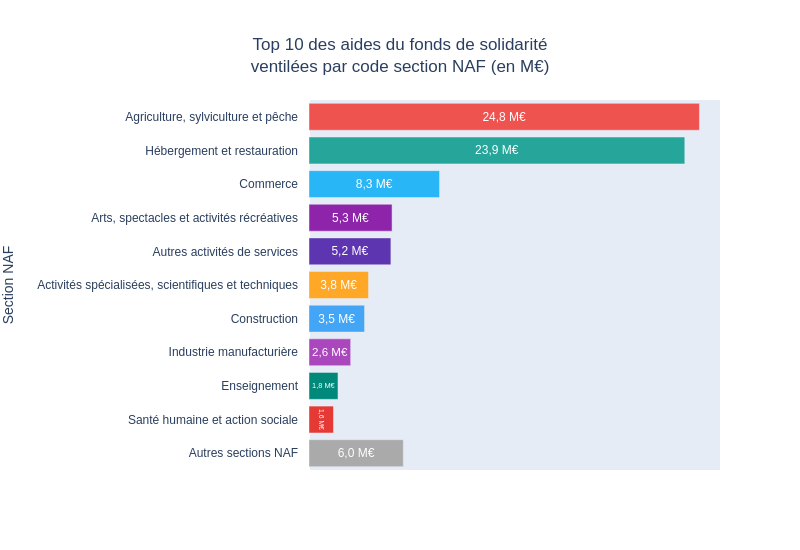 Top 10 des aides du fonds de solidarité
ventilées par code section NAF (en M€)
Section NAF
Agriculture, sylviculture et pêche 24,8 M€
Hébergement et restauration 23,9 M€
Commerce 8,3 M€
Arts, spectacles et activités récréatives 5,3 M€
Autres activités de services 5,2 M€
Activités spécialisées, scientifiques et techniques 3,8 M€
Construction 3,5 M€
Industrie manufacturière 2,6 M€
Enseignement 1,8 M€
Santé humaine et action sociale 1,6 M€
Autres sections NAF 6,0 M€